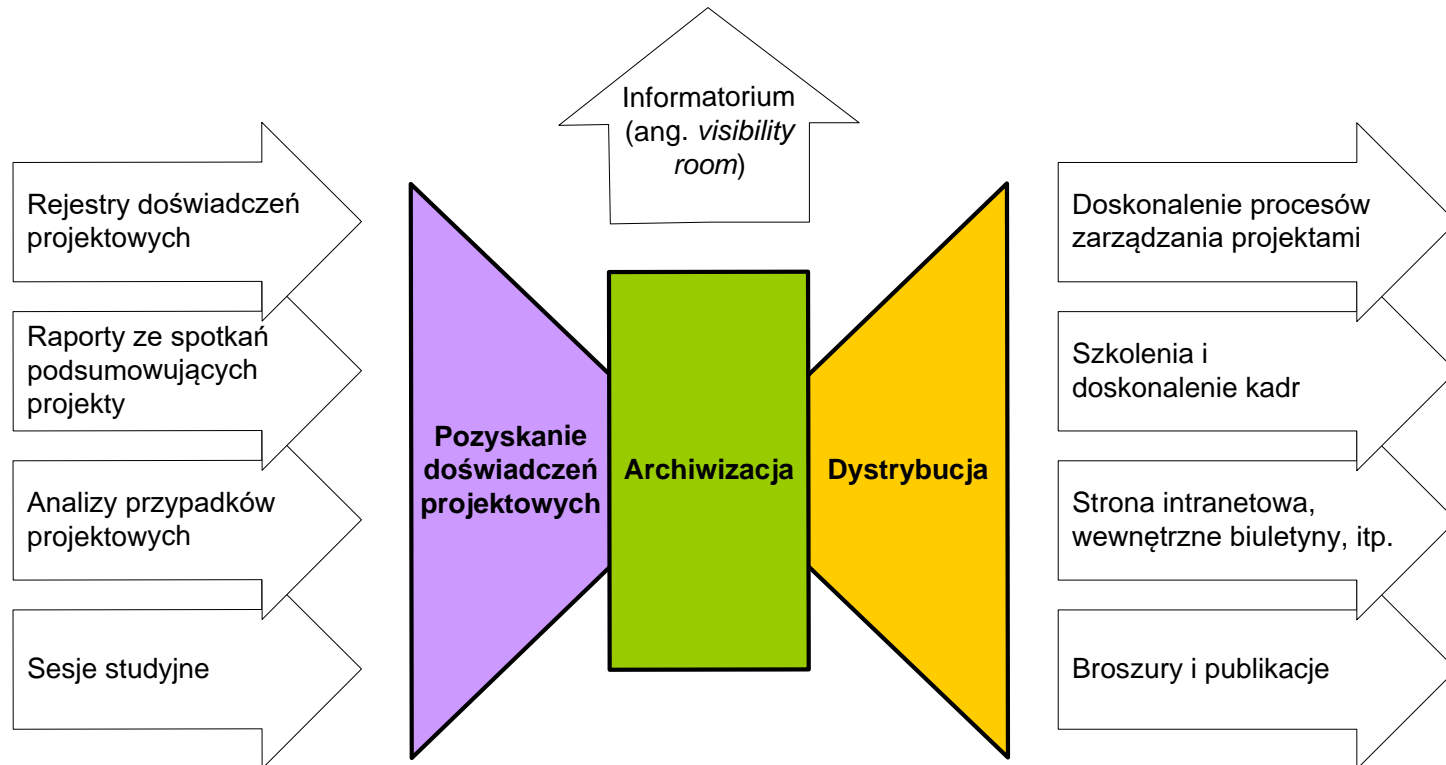 Informatorium
(ang. visibility
room)
Rejestry doświadczeń
projektowych
Raporty ze spotkań
podsumowujących
projekty
Analizy przypadków
projektowych
Sesje studyjne
Pozyskanie
doświadczeń
projektowych
Archiwizacja
Dystrybucja
Doskonalenie procesów
zarządzania projektami
Szkolenia i
doskonalenie kadr
Strona intranetowa,
wewnętrzne biuletyny, itp.
Broszury i publikacje